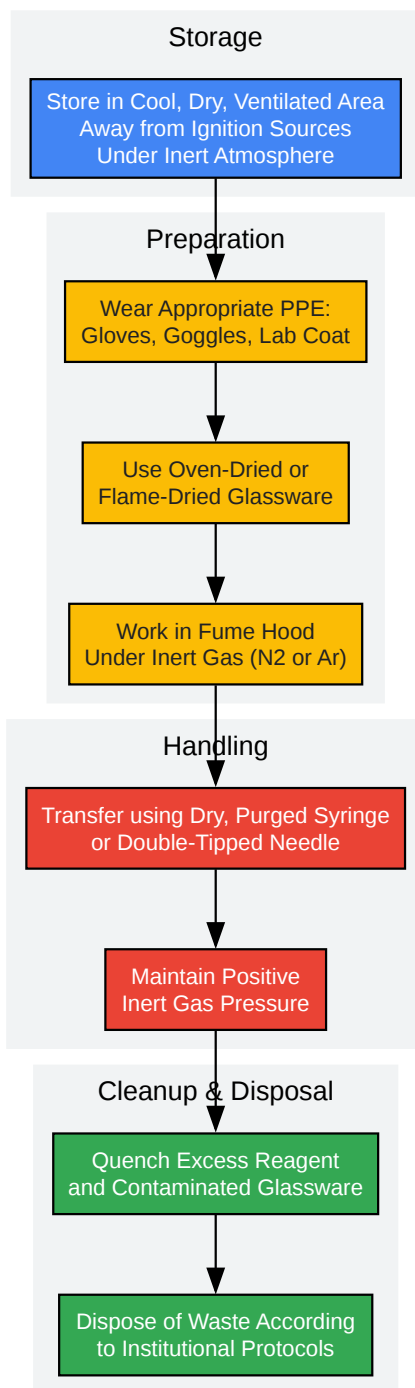 Storage
Store in Cool, Dry, Ventilated Area
Away from Ignition Sources
Under Inert Atmosphere
Preparation
Wear Appropriate PPE:
Gloves, Goggles, Lab Coat
Use Oven-Dried or
Flame-Dried Glassware
Work in Fume Hood
Under Inert Gas (N2 or Ar)
Handling
Transfer using Dry, Purged Syringe
or Double-Tipped Needle
Maintain Positive
Inert Gas Pressure
Cleanup & Disposal
Quench Excess Reagent
and Contaminated Glassware
Dispose of Waste According
to Institutional Protocols